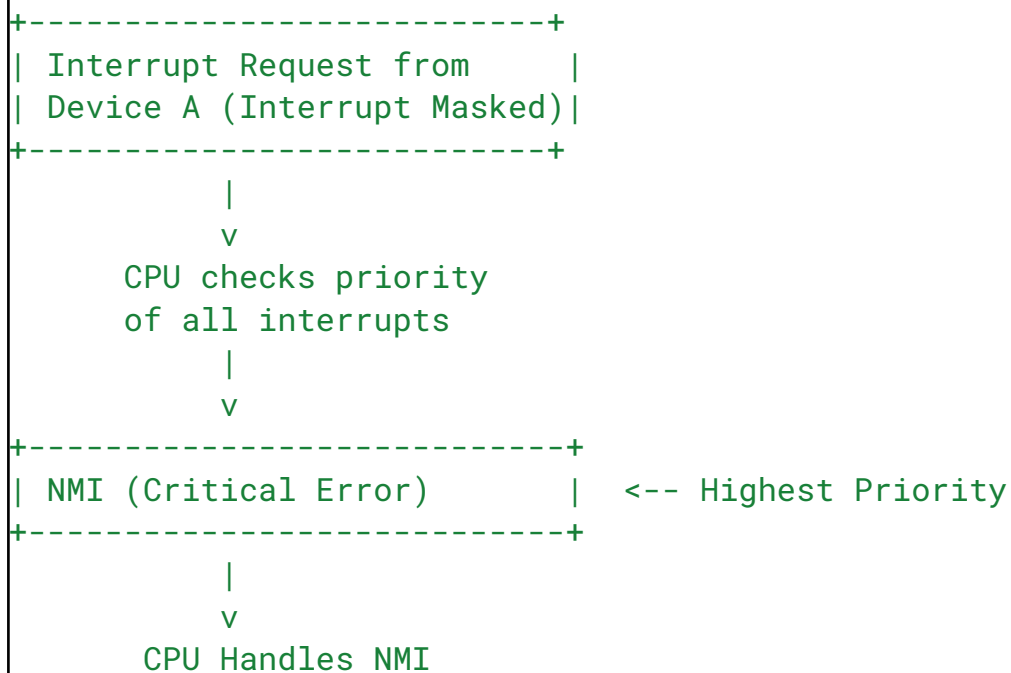 +---------------------------+
| Interrupt Request from     |
| Device A (Interrupt Masked)|
+---------------------------+
           |
           v
      CPU checks priority
      of all interrupts
           |
           v
+----------------------------+
| NMI (Critical Error)       |  <-- Highest Priority
+----------------------------+
           |
           v
       CPU Handles NMI